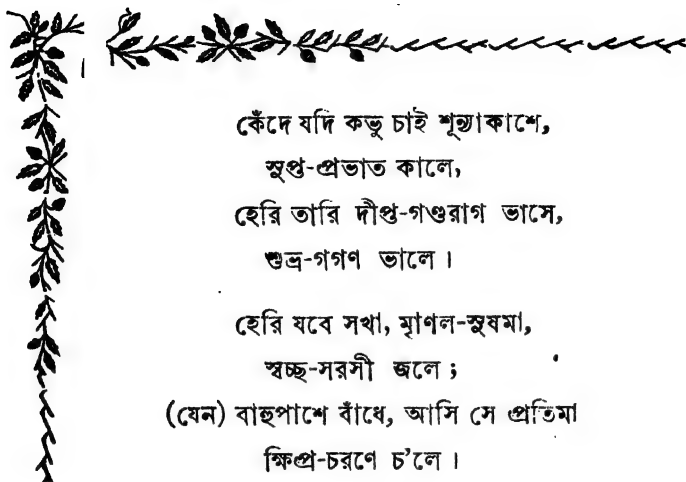 কেঁদে যদি কভু চাই শূন্যাকাশে,
সুপ্ত-প্রভাত কালে,
হেরি তারি দীপ্ত-গণ্ডরাগ ভাসে,
শুভ্র-গগণ ভালে ।
হেরি যবে সখা, মৃাণল-সুষমা,
স্বচ্ছ-সরসী জলে ;
(যেন) বাহুপাশে বাঁধে, আসি সে প্রতিমা
ক্ষিপ্র-চরণে চ'লে ।